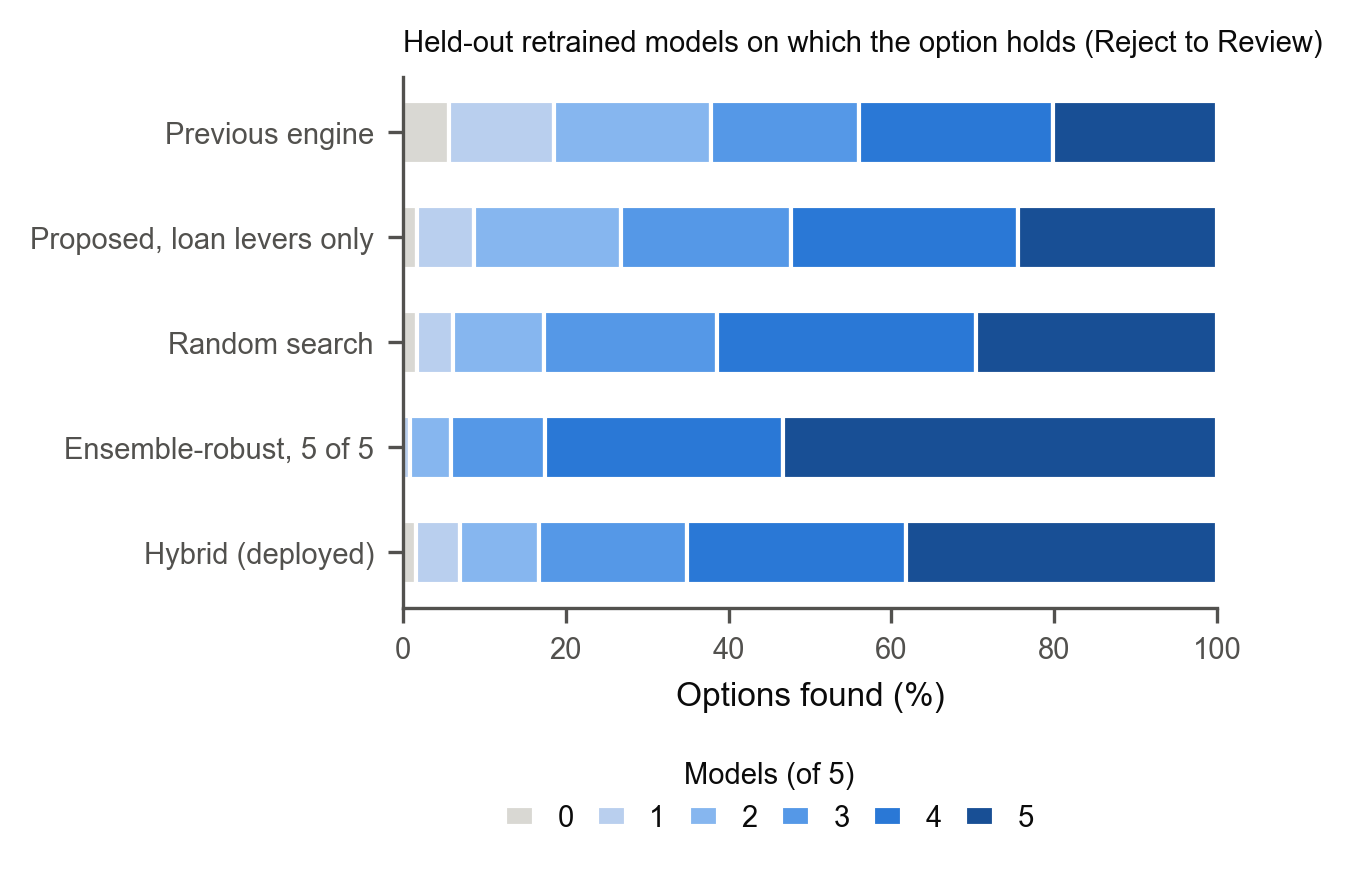 Held-out retrained models on which the option holds (Reject to Review)
Previous engine
Proposed, loan levers only
Random search
Ensemble-robust, 5 of 5
Hybrid (deployed)
0 20 40 60 80 100
Options found (%)
Models (of 5)
0 1 2 3 4 5